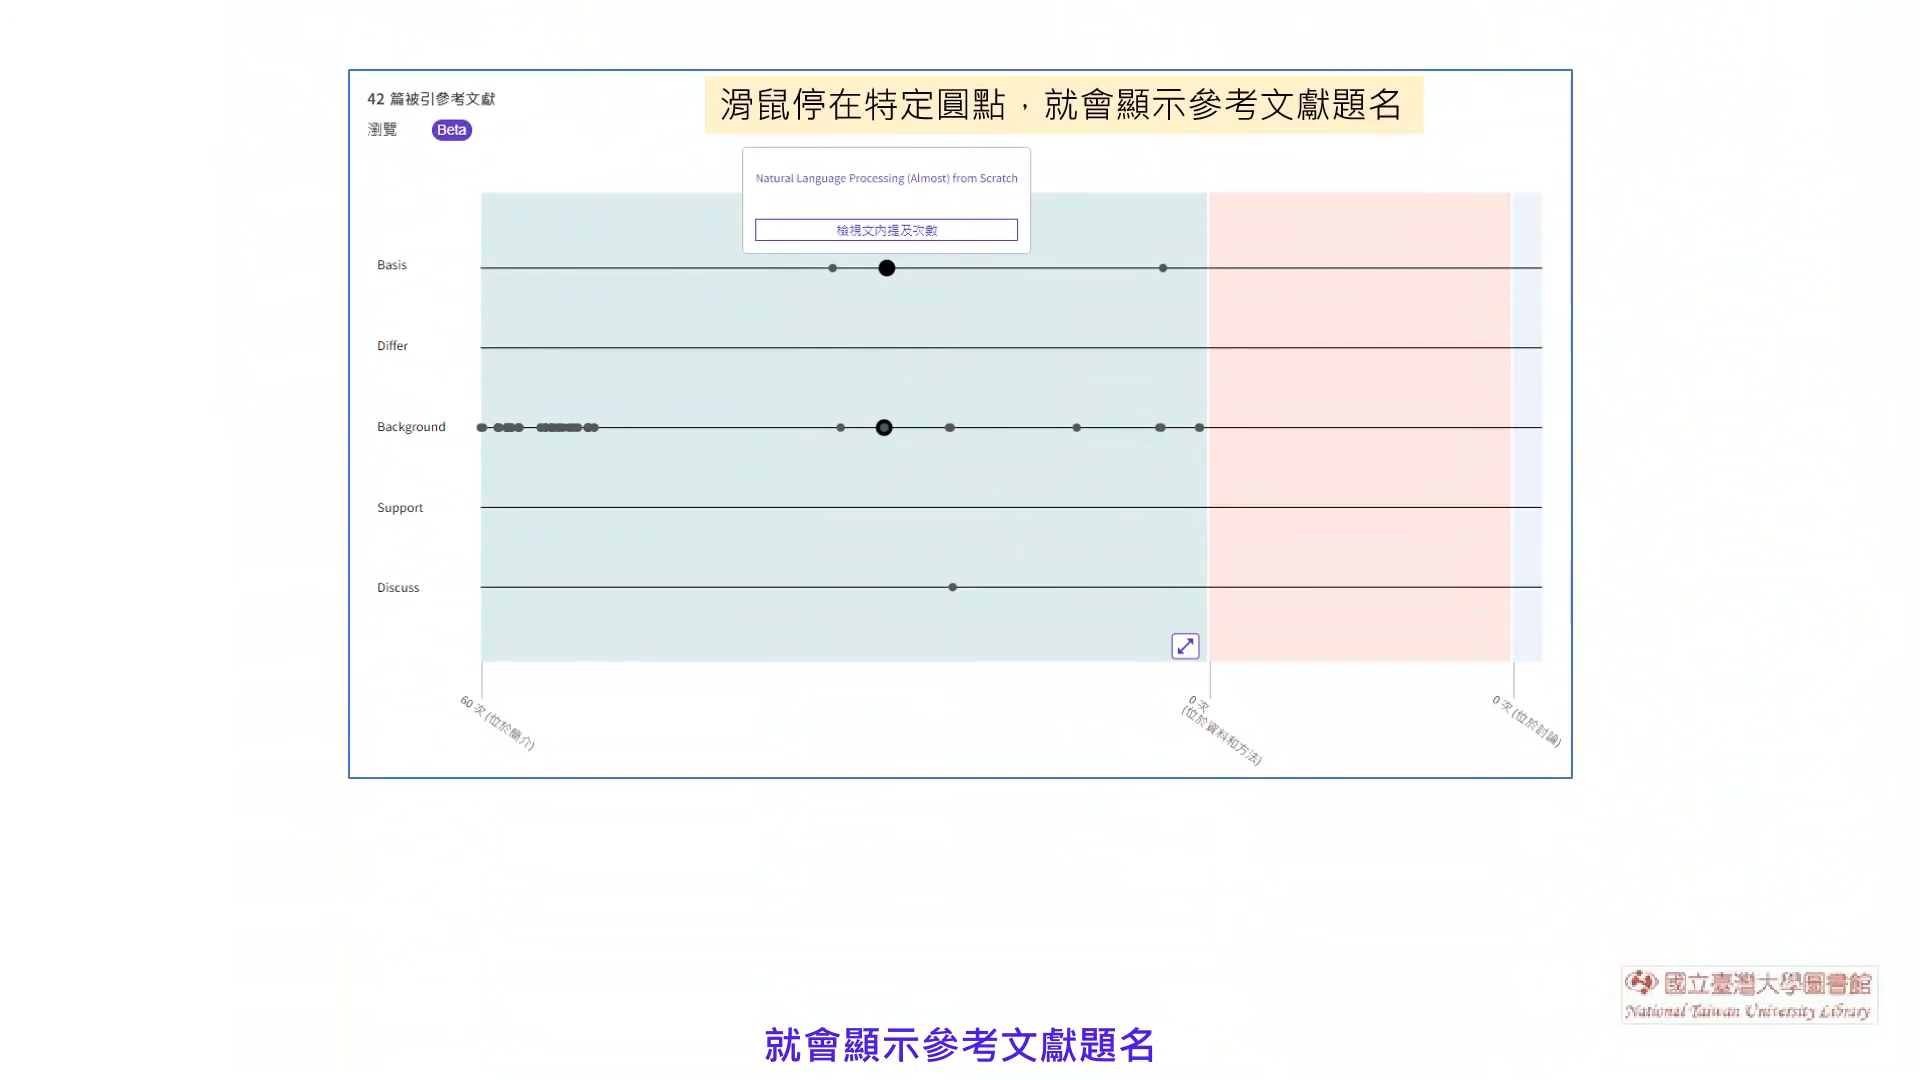 42 篇被引參考文獻
滑鼠停在特定圓點，就會顯示參考文獻題名
瀏覽 Beta
Natural Language Processing (Almost) from Scratch
檢視文內提及次數
Basis
Differ
Background
Support
Discuss
60 次 (位於簡介)
0 次
(位於資料和方法)
0 次 (位於討論)
國立臺灣大學圖書館
National Taiwan University Library
就會顯示參考文獻題名